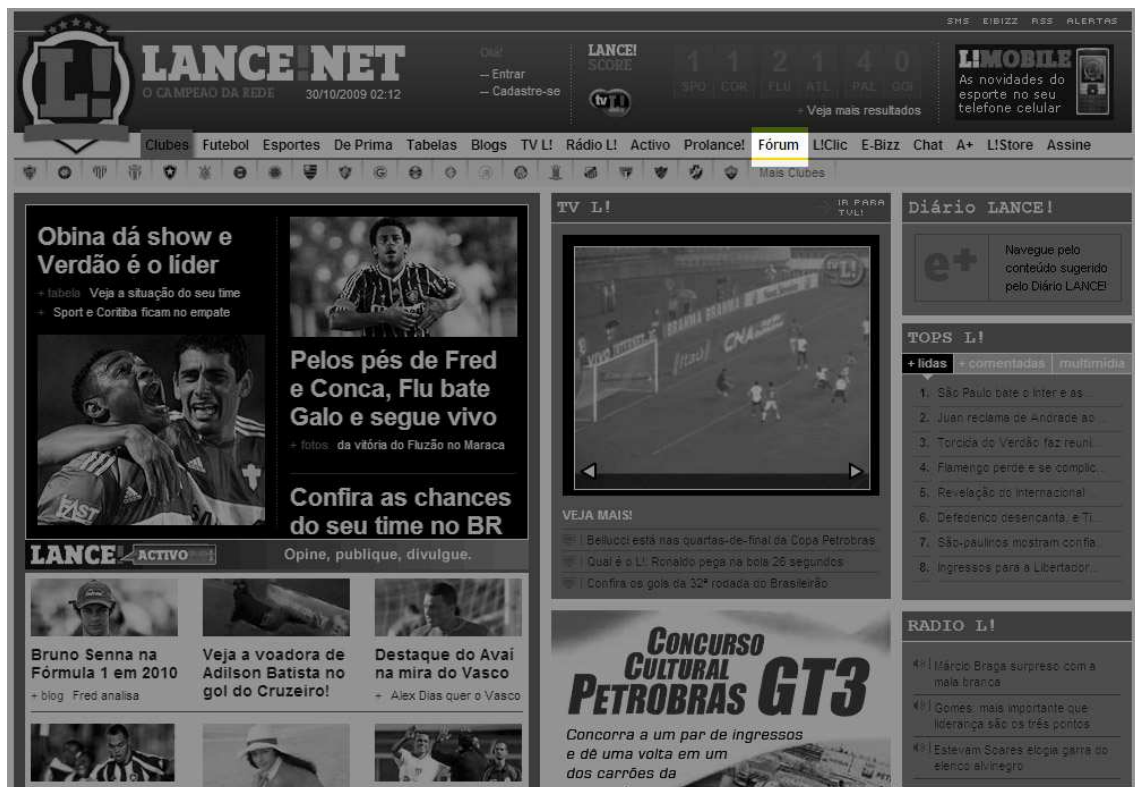 SMS E!BIZZ RSS ALERTAS
L!
LANCE!NET
O CAMPEÃO DA REDE 30/10/2009 02:12
Olá!
— Entrar
— Cadastre-se
LANCE!
SCORE
tv L!
1 1 2 1 4 0
SPO COR FLU ATL PAL GOI
+ Veja mais resultados
L!MOBILE
As novidades do
esporte no seu
telefone celular
Clubes Futebol Esportes De Prima Tabelas Blogs TV L! Rádio L! Activo Prolance! Fórum L!Clic E-Bizz Chat A+ L!Store Assine
Mais Clubes
Obina dá show e
Verdão é o líder
+ tabela Veja a situação do seu time
+ Sport e Coritiba ficam no empate
FAST
Pelos pés de Fred
e Conca, Flu bate
Galo e segue vivo
+ fotos da vitória do Fluzão no Maraca
Confira as chances
do seu time no BR
LANCE! ACTIVO
Opine, publique, divulgue.
Bruno Senna na
Fórmula 1 em 2010
+ blog Fred analisa
Veja a voadora de
Adilson Batista no
gol do Cruzeiro!
Destaque do Avaí
na mira do Vasco
+ Alex Dias quer o Vasco
TV L!
IR PARA
TVL!
L!
BRAHMA BRAHMA
VIVO INTERNET
Itaú CNA
VEJA MAIS!
Bellucci está nas quartas-de-final da Copa Petrobras
Qual é o L!: Ronaldo pega na bola 26 segundos
Confira os gols da 32ª rodada do Brasileirão
CONCURSO
CULTURAL
PETROBRAS GT3
Concorra a um par de ingressos
e dê uma volta em um
dos carrões da
Diário LANCE!
e+
Navegue pelo
conteúdo sugerido
pelo Diário LANCE!
TOPS L!
+ lidas + comentadas multimídia
1. São Paulo bate o Inter e as...
2. Juan reclama de Andrade ao...
3. Torcida do Verdão faz reuni...
4. Flamengo perde e se complic...
5. Revelação do Internacional ...
6. Defederico desencanta, e Ti...
7. São-paulinos mostram confia...
8. Ingressos para a Libertador...
RADIO L!
Márcio Braga surpreso com a
mala branca
Gomes: mais importante que
liderança são os três pontos
Estevam Soares elogia garra do
elenco alvinegro